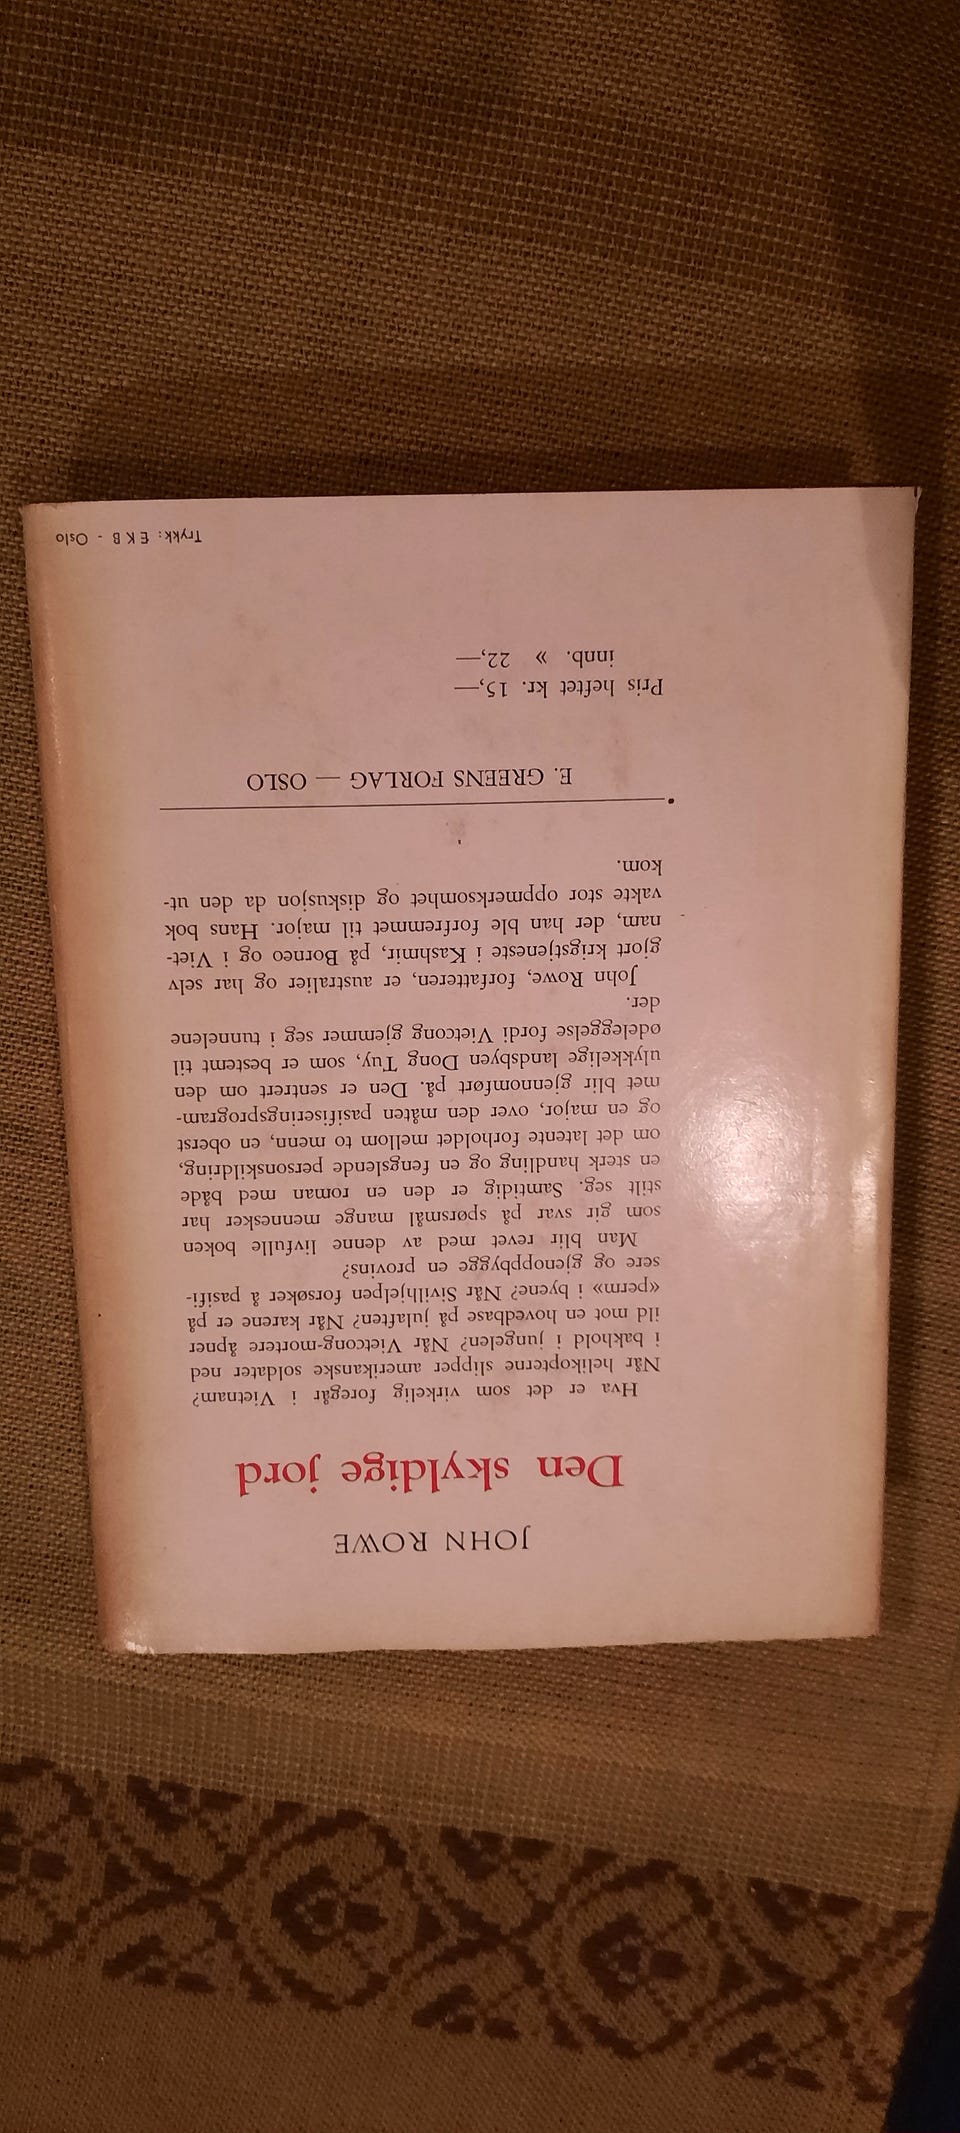 JOHN ROWE
Den skyldige jord
Hva er det som virkelig foregår i Vietnam?
Når helikopterne slipper amerikanske soldater ned
i bakhold i jungelen? Når Vietcong-mortere åpner
ild mot en hovedbase på julaften? Når karene er på
«perm» i byene? Når Sivilhjelpen forsøker å pasifi-
sere og gjenoppbygge en provins?
Man blir revet med av denne livfulle boken
som gir svar på spørsmål mange mennesker har
stilt seg. Samtidig er den en roman med både
en sterk handling og en fengslende personskildring,
om det latente forholdet mellom to menn, en oberst
og en major, over den måten pasifiseringsprogram-
met blir gjennomført på. Den er sentrert om den
ulykkelige landsbyen Dong Tuy, som er bestemt til
ødeleggelse fordi Vietcong gjemmer seg i tunnelene
der.
John Rowe, forfatteren, er australier og har selv
gjort krigstjeneste i Kashmir, på Borneo og i Viet-
nam, der han ble forfremmet til major. Hans bok
vakte stor oppmerksomhet og diskusjon da den ut-
kom.
E. GREENS FORLAG — OSLO
Pris heftet kr. 15,—
innb. » 22,—
Trykk: EKB - Oslo